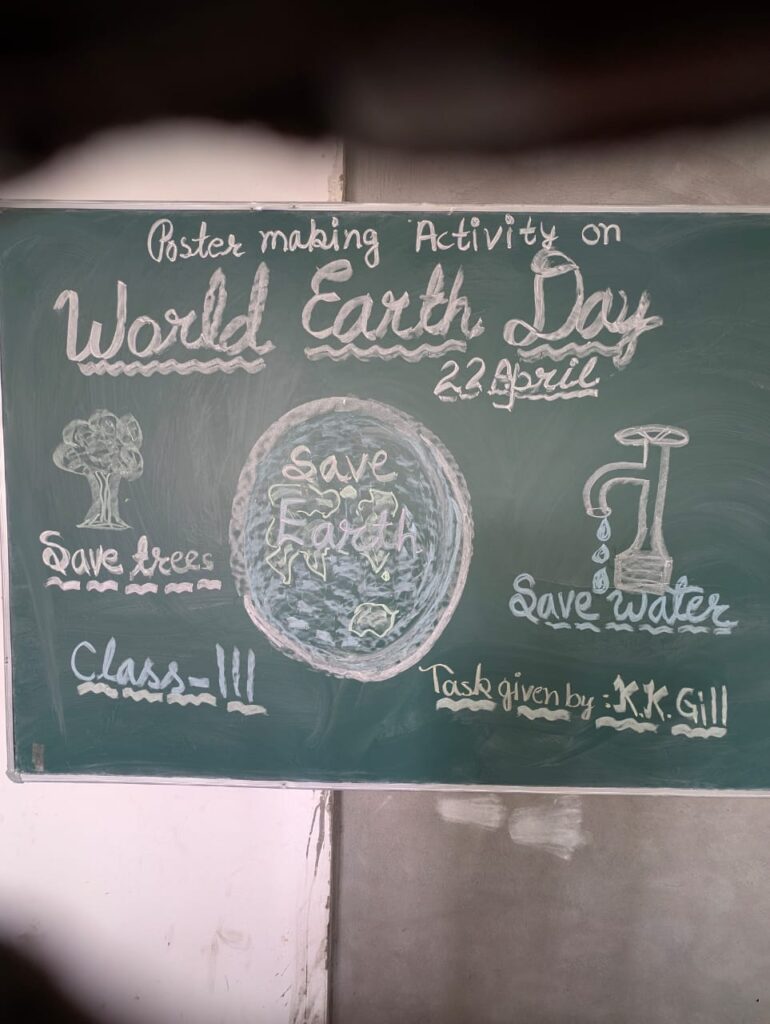 Poster making Activity on
World Earth Day
22 April
Save
Earth
Save trees
Save water
Class-III
Task given by : K.K. Gill